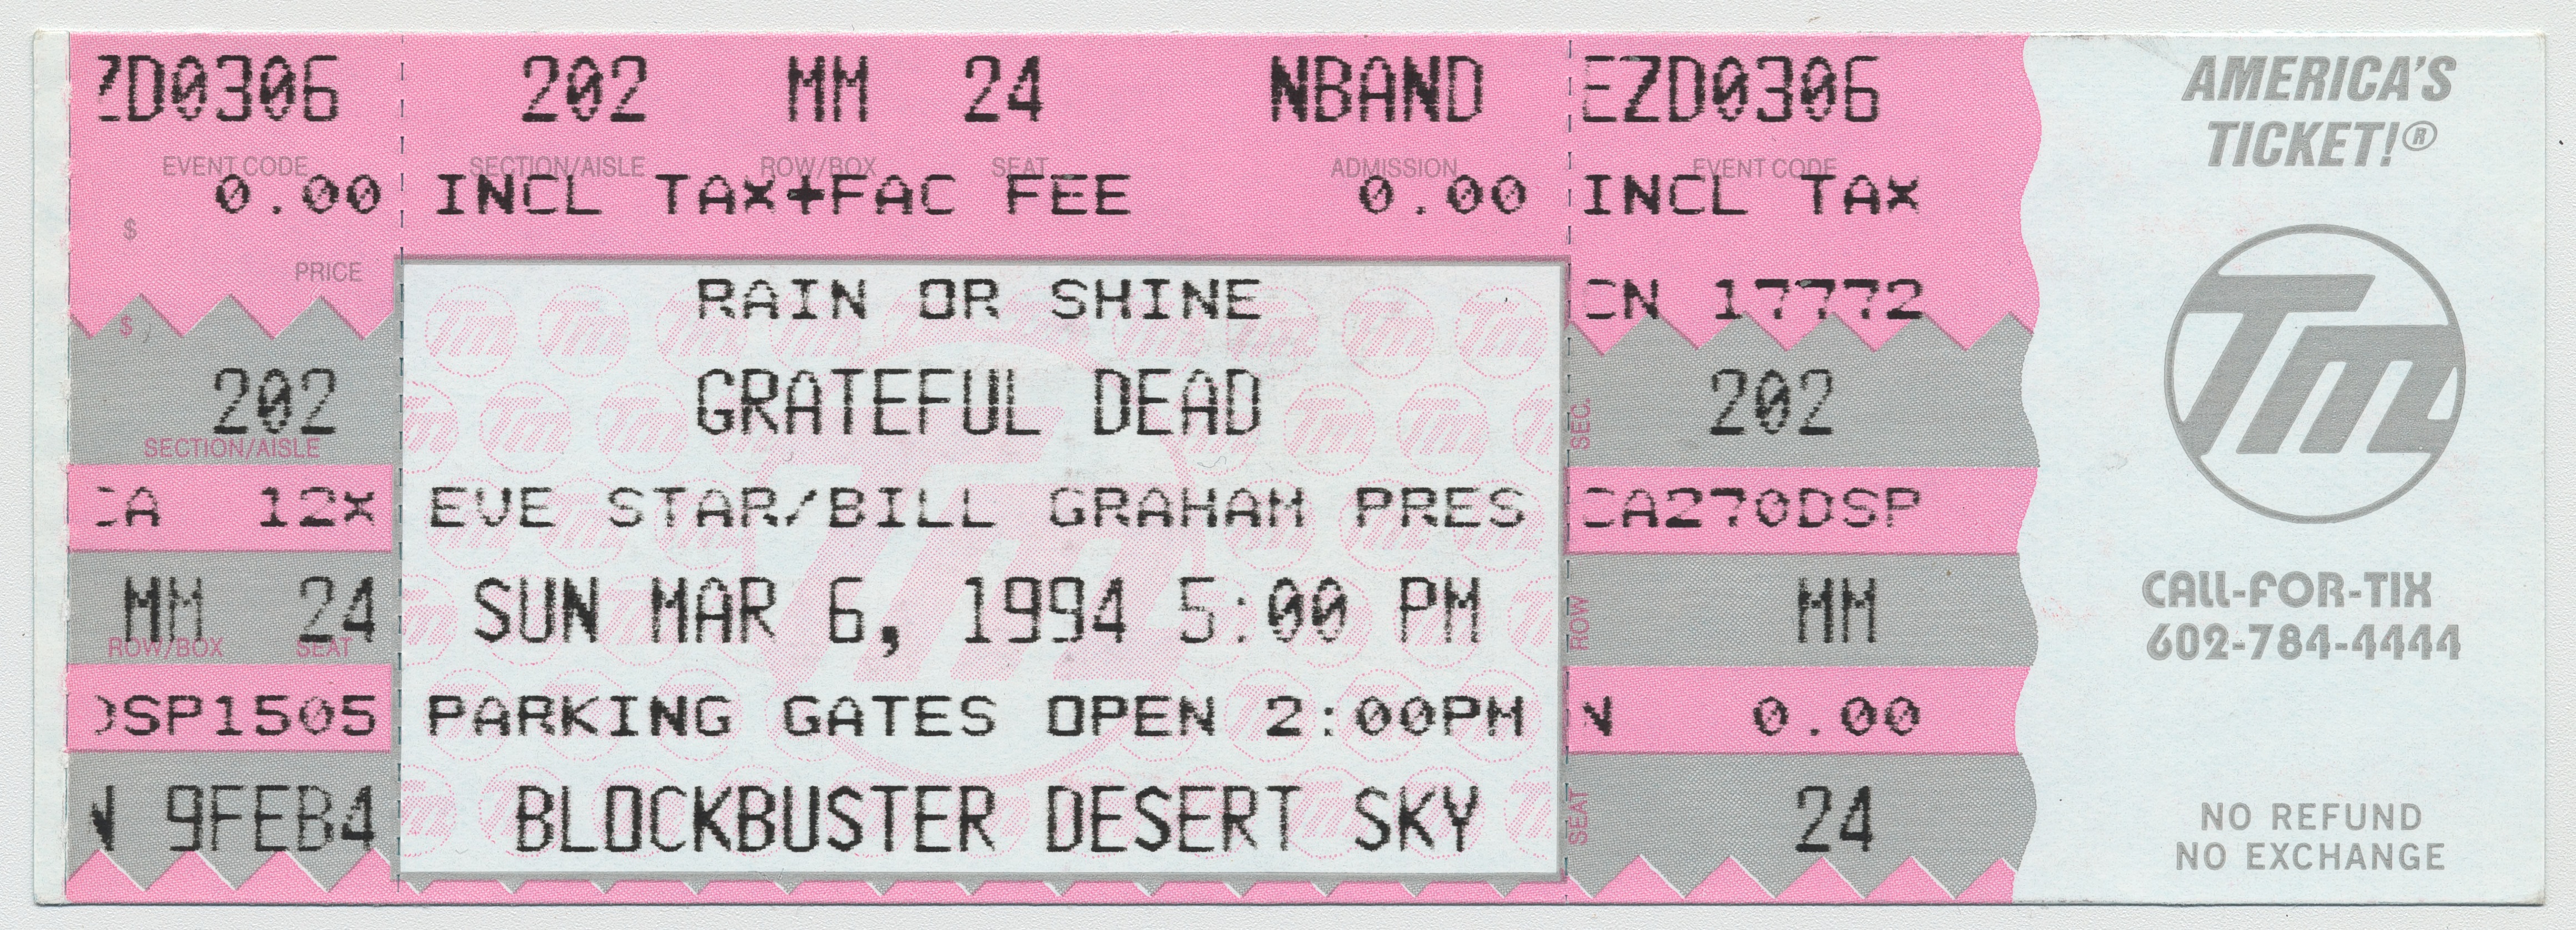 ZD0306 202 MM 24 NBAND EZD0306
EVENT CODE SECTION/AISLE ROW/BOX SEAT ADMISSION EVENT CODE
$ 0.00 INCL TAX+FAC FEE 0.00 INCL TAX
PRICE
RAIN OR SHINE
CN 17772
$
202
SECTION/AISLE
GRATEFUL DEAD
SEC. 202
CA 12X
EVE STAR/BILL GRAHAM PRES
CA270DSP
MM 24
ROW/BOX SEAT
SUN MAR 6, 1994 5:00 PM
ROW MM
DSP1505
PARKING GATES OPEN 2:00PM
N 0.00
N 9FEB4
BLOCKBUSTER DESERT SKY
SEAT 24
AMERICA'S
TICKET!®
TM
CALL-FOR-TIX
602-784-4444
NO REFUND
NO EXCHANGE